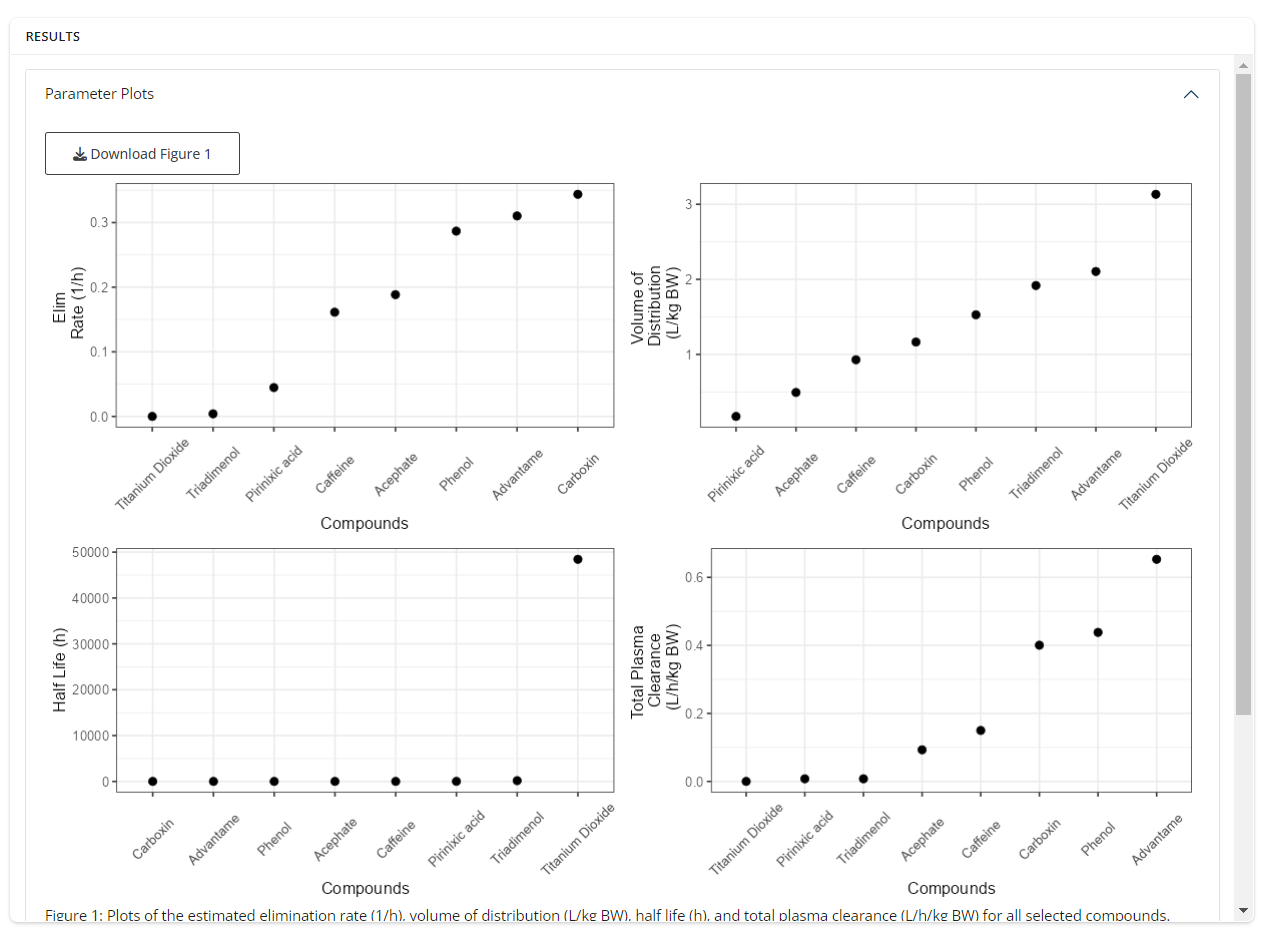 RESULTS
Parameter Plots
Download Figure 1
Elim
Rate (1/h)
0.3
0.2
0.1
0.0
Titanium Dioxide
Triadimenol
Pirinixic acid
Caffeine
Acephate
Phenol
Advantame
Carboxin
Compounds
Volume of
Distribution
(L/kg BW)
3
2
1
Pirinixic acid
Acephate
Caffeine
Carboxin
Phenol
Triadimenol
Advantame
Titanium Dioxide
Compounds
Half Life (h)
50000
40000
30000
20000
10000
0
Carboxin
Advantame
Phenol
Acephate
Caffeine
Pirinixic acid
Triadimenol
Titanium Dioxide
Compounds
Total Plasma
Clearance
(L/h/kg BW)
0.6
0.4
0.2
0.0
Titanium Dioxide
Pirinixic acid
Triadimenol
Acephate
Caffeine
Carboxin
Phenol
Advantame
Compounds
Figure 1: Plots of the estimated elimination rate (1/h), volume of distribution (L/kg BW), half life (h), and total plasma clearance (L/h/kg BW) for all selected compounds.